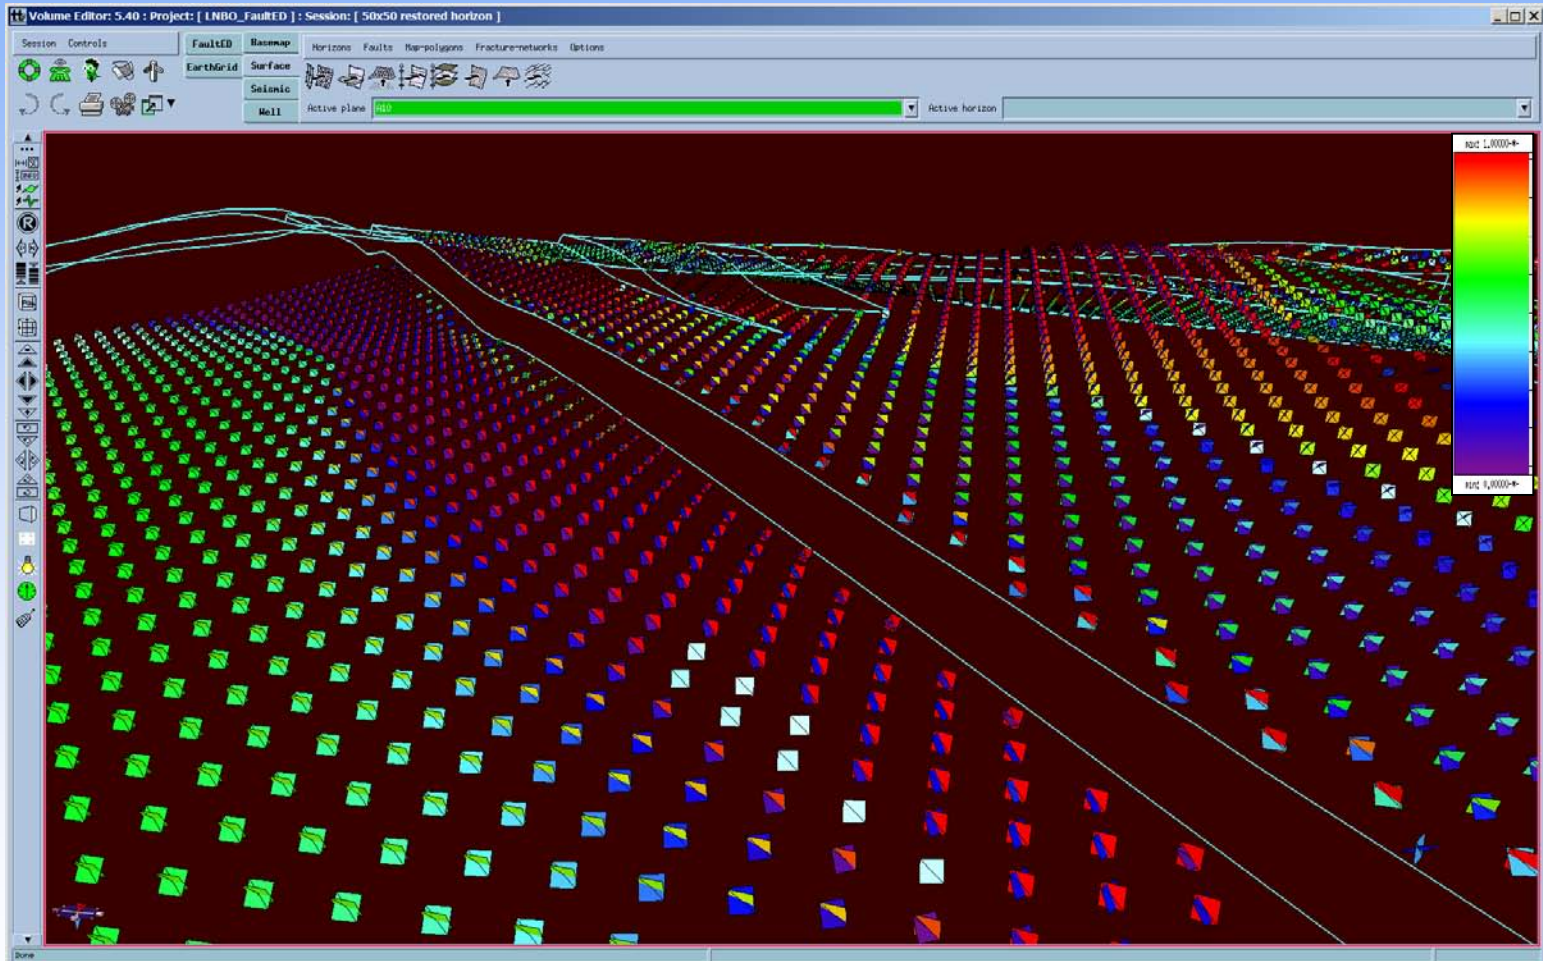 Volume Editor: 5.40 : Project: [ LNBO_FaultED ] : Session: [ 50x50 restored horizon ]
Session Controls
FaultED
EarthGrid
Basemap
Surface
Seismic
Well
Horizons Faults Map-polygons Fracture-networks Options
Active plane
A10
Active horizon
Done